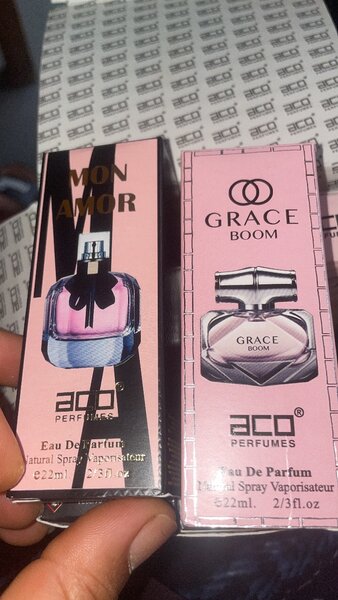 MON
AMOR
aco®
PERFUMES
Eau De Parfum
Natural Spray Vaporisateur
℮22ml. 2/3fl.oz
GRACE
BOOM
GRACE
BOOM
aco®
PERFUMES
Eau De Parfum
Natural Spray Vaporisateur
℮22ml. 2/3fl.oz